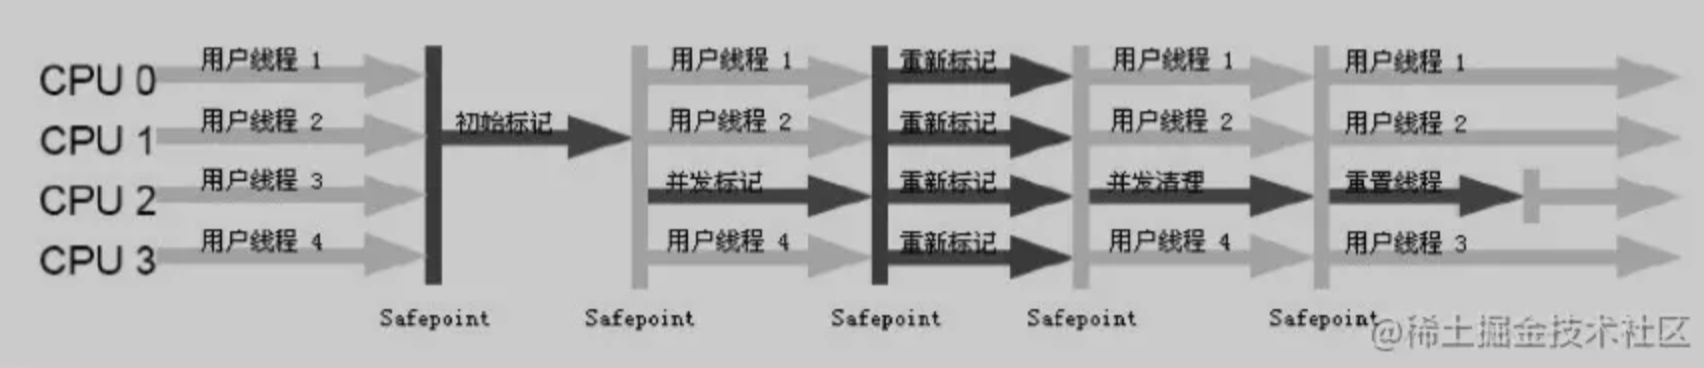 CPU 0 用户线程 1 用户线程 1 重新标记 用户线程 1 用户线程 1
CPU 1 用户线程 2 初始标记 用户线程 2 重新标记 用户线程 2 用户线程 2
CPU 2 用户线程 3 并发标记 重新标记 并发清理 重置线程
CPU 3 用户线程 4 用户线程 4 重新标记 用户线程 4 用户线程 3
Safepoint Safepoint Safepoint Safepoint Safepoint
@稀土掘金技术社区